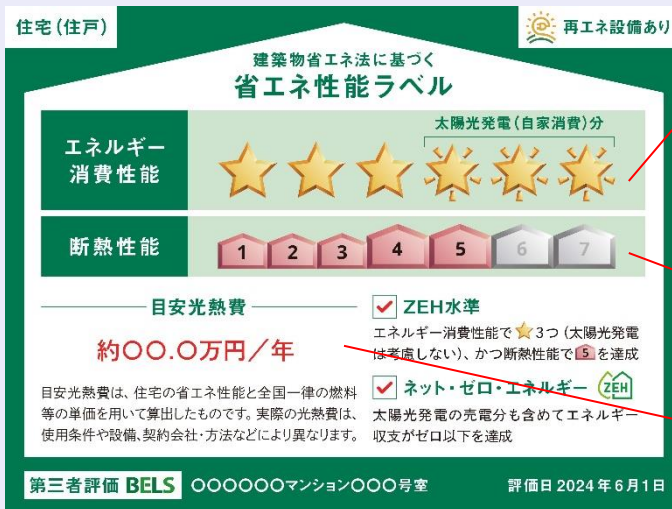 住宅(住戸)
再エネ設備あり
建築物省エネ法に基づく
省エネ性能ラベル
太陽光発電(自家消費)分
エネルギー
消費性能
断熱性能
1 2 3 4 5 6 7
目安光熱費
約〇〇.〇万円/年
目安光熱費は、住宅の省エネ性能と全国一律の燃料
等の単価を用いて算出したものです。実際の光熱費は、
使用条件や設備、契約会社・方法などにより異なります。
ZEH水準
エネルギー消費性能で⭐3つ(太陽光発電
は考慮しない)、かつ断熱性能で5を達成
ネット・ゼロ・エネルギー ZEH
太陽光発電の売電分も含めてエネルギー
収支がゼロ以下を達成
第三者評価 BELS 〇〇〇〇〇〇マンション〇〇〇号室 評価日 2024年6月1日